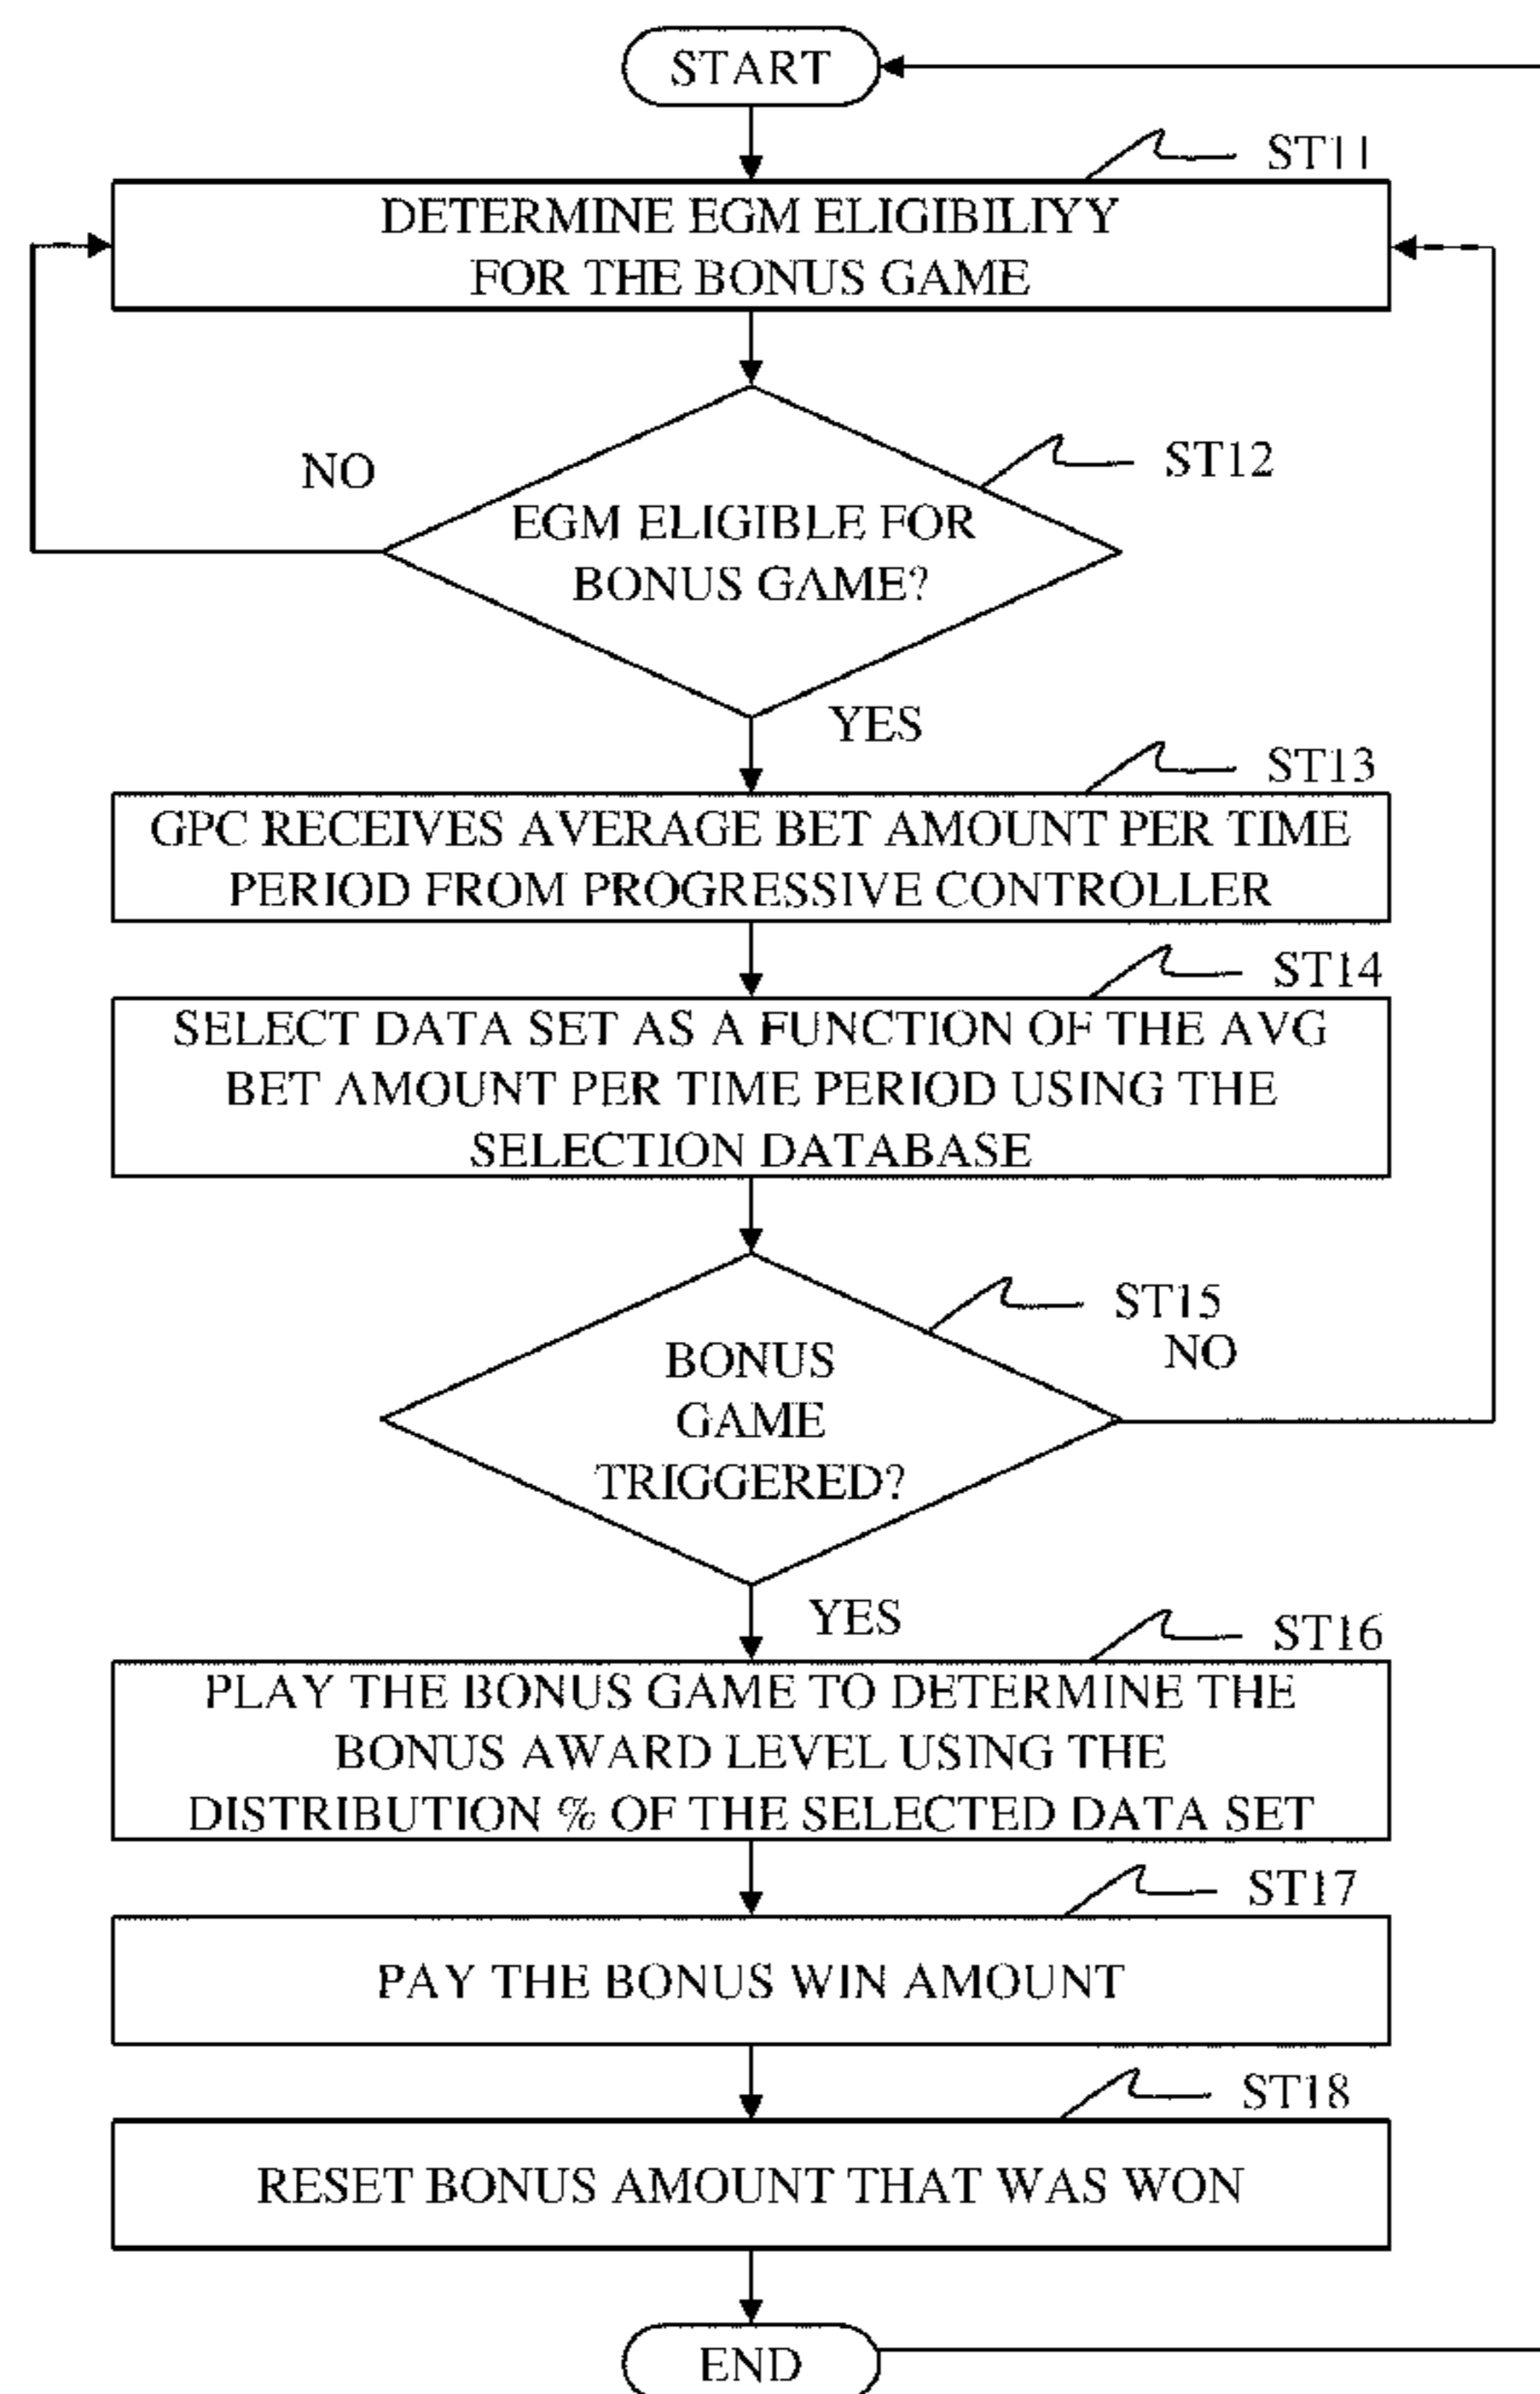 START
ST11
DETERMINE EGM ELIGIBILIYY
FOR THE BONUS GAME
NO
ST12
EGM ELIGIBLE FOR
BONUS GAME?
YES
ST13
GPC RECEIVES AVERAGE BET AMOUNT PER TIME
PERIOD FROM PROGRESSIVE CONTROLLER
ST14
SELECT DATA SET AS A FUNCTION OF THE AVG
BET AMOUNT PER TIME PERIOD USING THE
SELECTION DATABASE
ST15
NO
BONUS
GAME
TRIGGERED?
YES
ST16
PLAY THE BONUS GAME TO DETERMINE THE
BONUS AWARD LEVEL USING THE
DISTRIBUTION % OF THE SELECTED DATA SET
ST17
PAY THE BONUS WIN AMOUNT
ST18
RESET BONUS AMOUNT THAT WAS WON
END